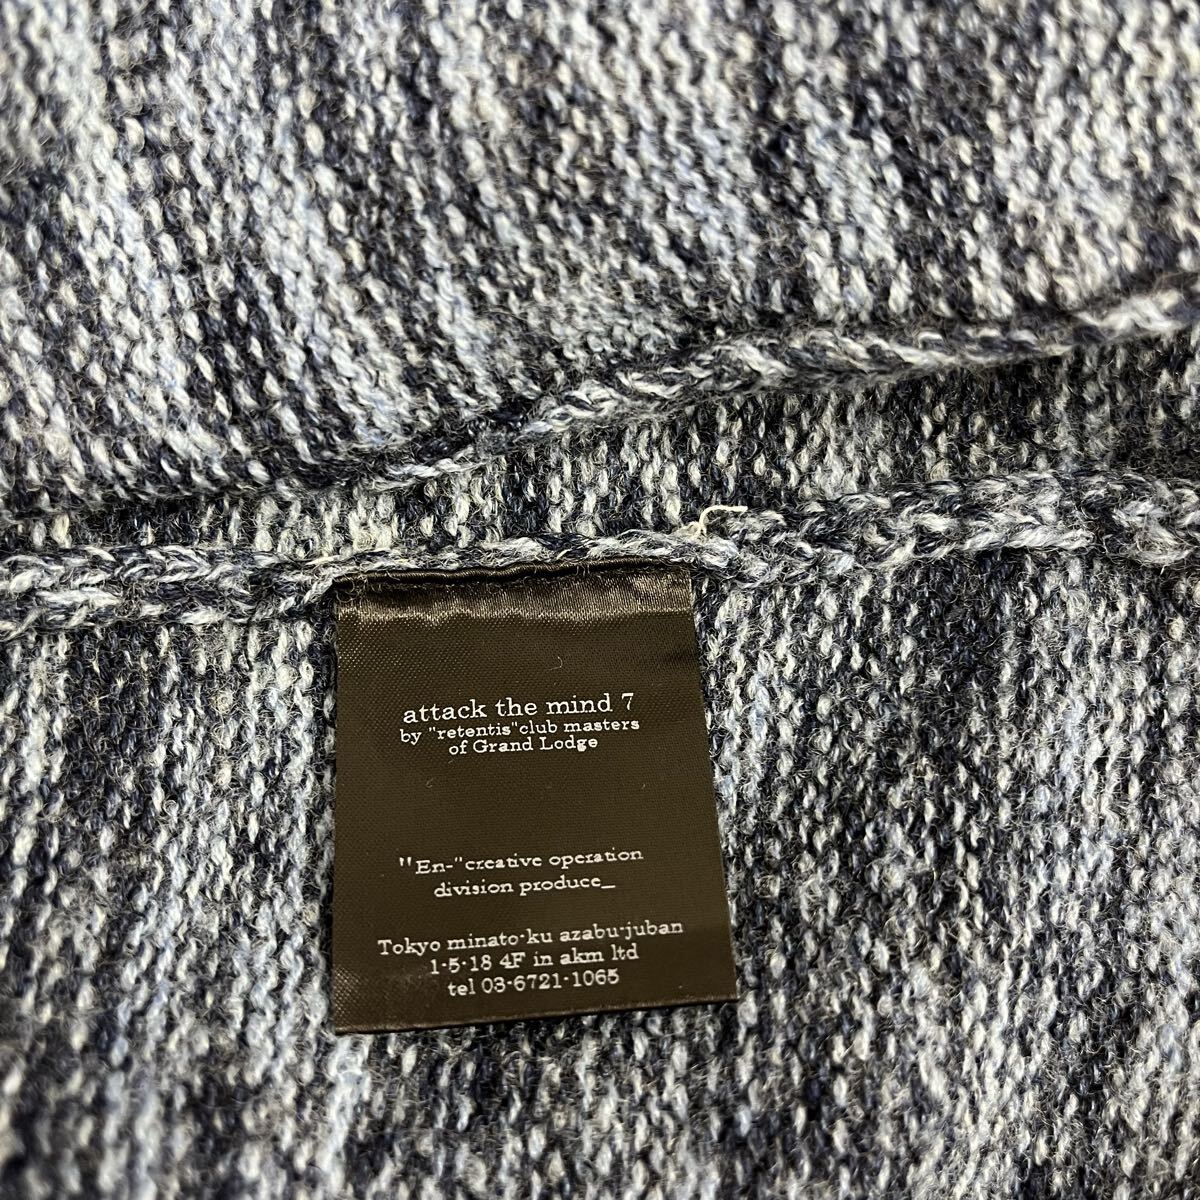 attack the mind 7
by "retentis"club masters
of Grand Lodge
"En-"creative operation
division produce_
Tokyo minato-ku azabu-juban
1-5-18 4F in akm ltd
tel 03-6721-1065